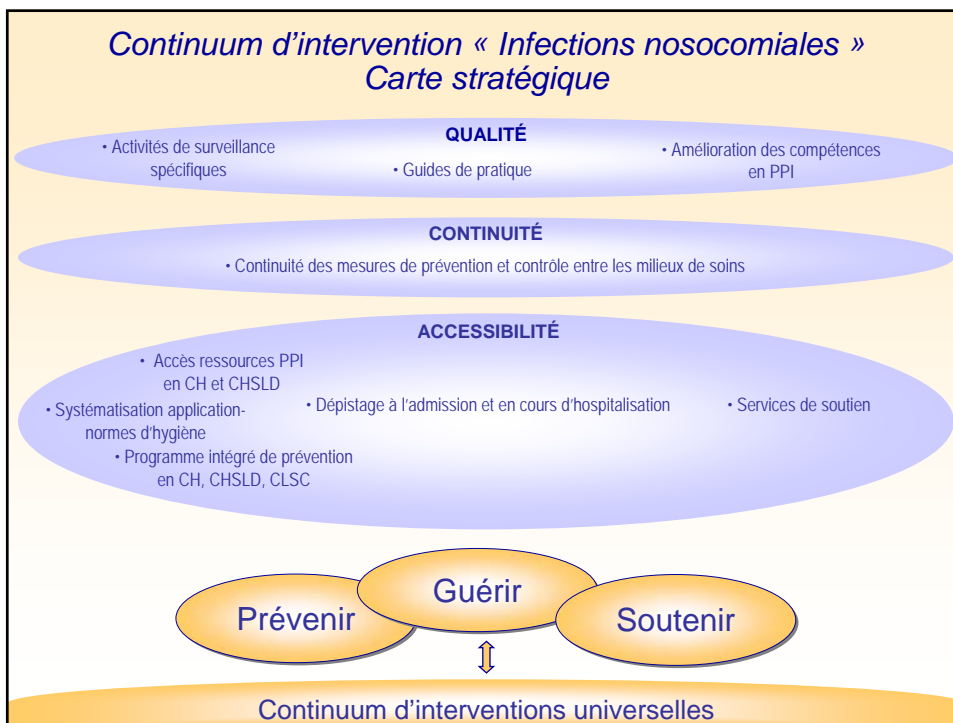 Continuum d'intervention « Infections nosocomiales »
Carte stratégique
QUALITÉ
• Activités de surveillance
spécifiques
• Guides de pratique
• Amélioration des compétences
en PPI
CONTINUITÉ
• Continuité des mesures de prévention et contrôle entre les milieux de soins
ACCESSIBILITÉ
• Accès ressources PPI
en CH et CHSLD
• Systématisation application-
normes d'hygiène
• Dépistage à l'admission et en cours d'hospitalisation
• Services de soutien
• Programme intégré de prévention
en CH, CHSLD, CLSC
Prévenir
Guérir
Soutenir
Continuum d'interventions universelles